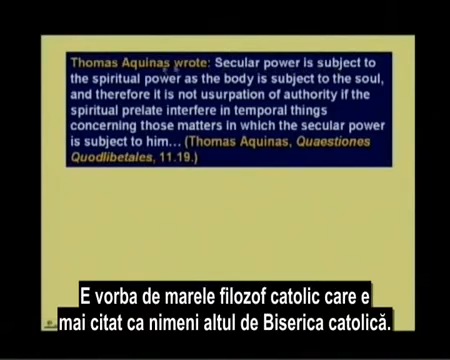 Thomas Aquinas wrote: Secular power is subject to
the spiritual power as the body is subject to the soul,
and therefore it is not usurpation of authority if the
spiritual prelate interfere in temporal things
concerning those matters in which the secular power
is subject to him... (Thomas Aquinas, Quaestiones
Quodlibetales, 11.19.)
E vorba de marele filozof catolic care e
mai citat ca nimeni altul de Biserica catolică.